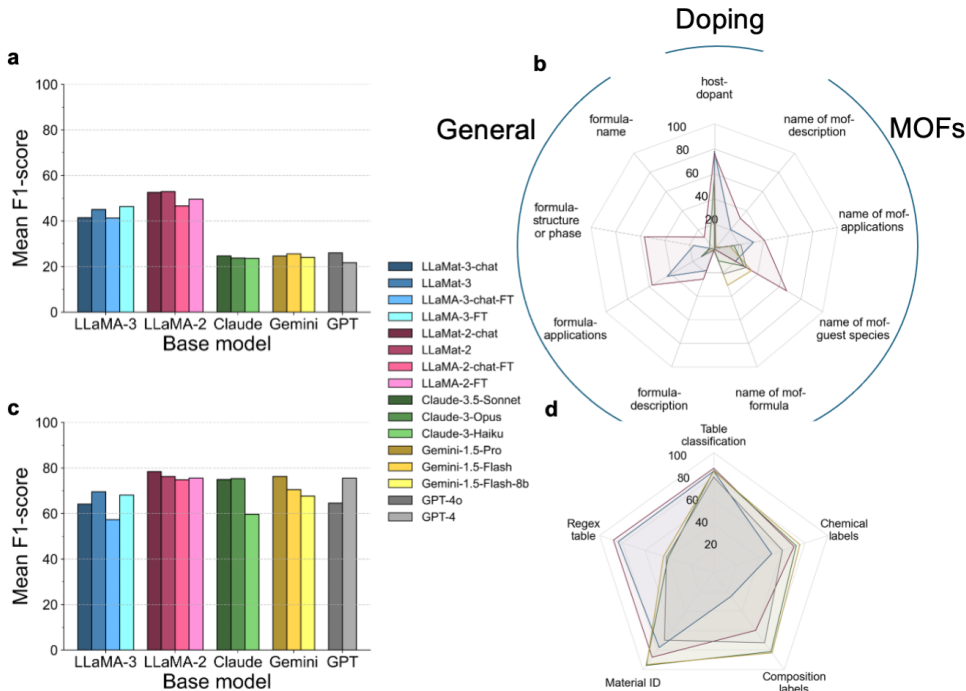 Doping
General
MOFs
a
100
80
60
40
20
0
Mean F1-score
LLaMA-3
LLaMA-2
Claude
Gemini
GPT
Base model
b
host-
dopant
name of mof-
description
name of mof-
applications
name of mof-
guest species
name of mof-
formula
formula-
description
formula-
applications
formula-
structure
or phase
formula-
name
100
80
60
40
20
LLaMat-3-chat
LLaMat-3
LLaMA-3-chat-FT
LLaMA-3-FT
LLaMat-2-chat
LLaMat-2
LLaMA-2-chat-FT
LLaMA-2-FT
Claude-3.5-Sonnet
Claude-3-Opus
Claude-3-Haiku
Gemini-1.5-Pro
Gemini-1.5-Flash
Gemini-1.5-Flash-8b
GPT-4o
GPT-4
c
100
80
60
40
20
0
Mean F1-score
LLaMA-3
LLaMA-2
Claude
Gemini
GPT
Base model
d
Table
classification
Chemical
labels
Composition
labels
Material ID
Regex
table
100
80
60
40
20